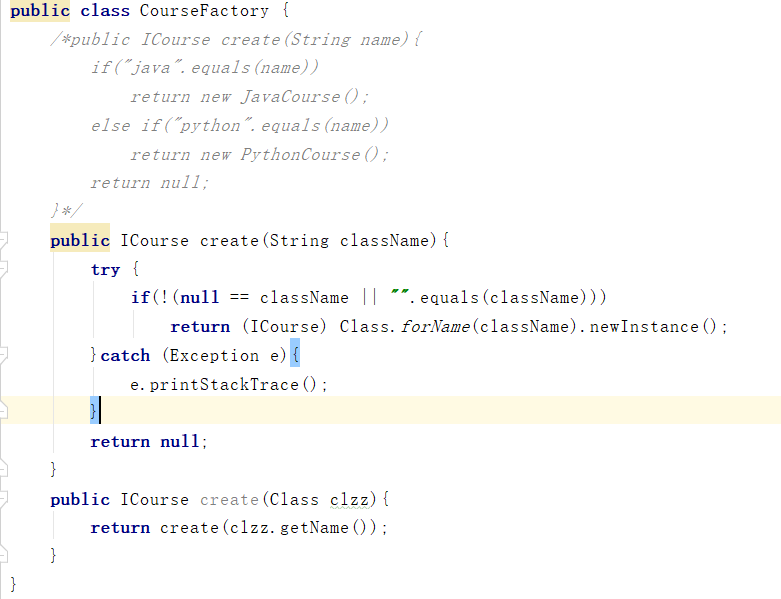 public class CourseFactory {
/*public ICourse create(String name){
if("java".equals(name))
return new JavaCourse();
else if("python".equals(name))
return new PythonCourse();
return null;
}*/
public ICourse create(String className){
try {
if(!(null == className || "".equals(className)))
return (ICourse) Class.forName(className).newInstance();
}catch (Exception e){
e.printStackTrace();
}
return null;
}
public ICourse create(Class clzz){
return create(clzz.getName());
}
}